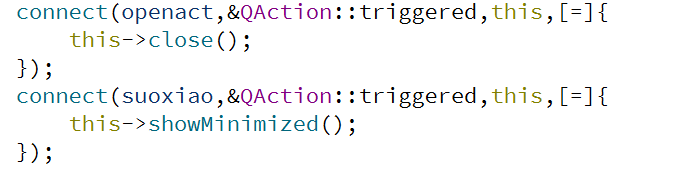 connect(openact,&QAction::triggered,this,[=]{
    this->close();
});
connect(suoxiao,&QAction::triggered,this,[=]{
    this->showMinimized();
});